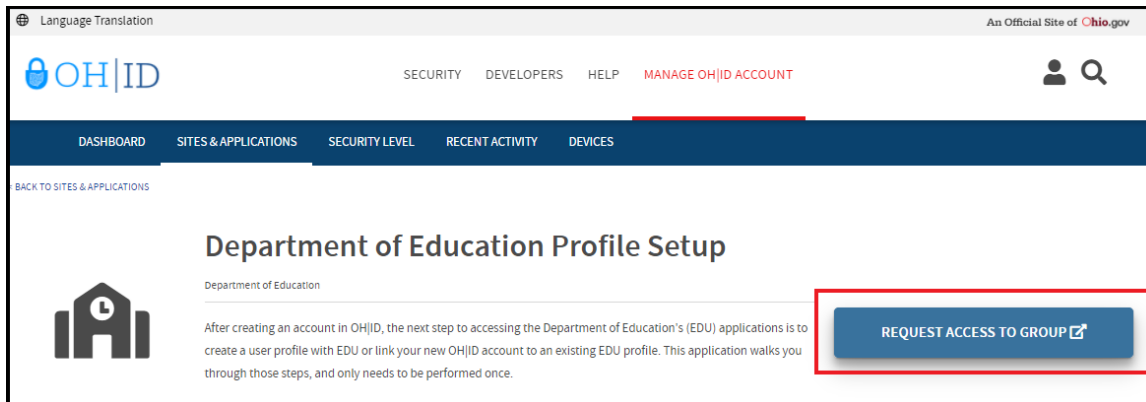 Language Translation
An Official Site of Ohio.gov
OH|ID
SECURITY DEVELOPERS HELP MANAGE OH|ID ACCOUNT
DASHBOARD SITES & APPLICATIONS SECURITY LEVEL RECENT ACTIVITY DEVICES
BACK TO SITES & APPLICATIONS
Department of Education Profile Setup
Department of Education
After creating an account in OH|ID, the next step to accessing the Department of Education's (EDU) applications is to
create a user profile with EDU or link your new OH|ID account to an existing EDU profile. This application walks you
through those steps, and only needs to be performed once.
REQUEST ACCESS TO GROUP